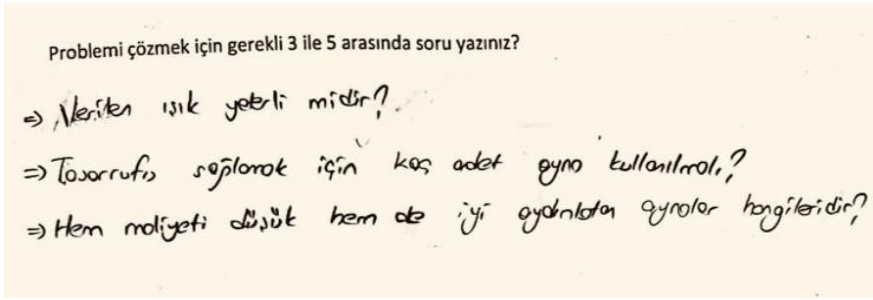 Problemi çözmek için gerekli 3 ile 5 arasında soru yazınız?
=> Verilen ışık yeterli midir?
=> Tasarrufu sağlamak için kaç adet ayna kullanılmalı?
=> Hem maliyeti düşük hem de iyi aydınlatan aynalar hangileridir?